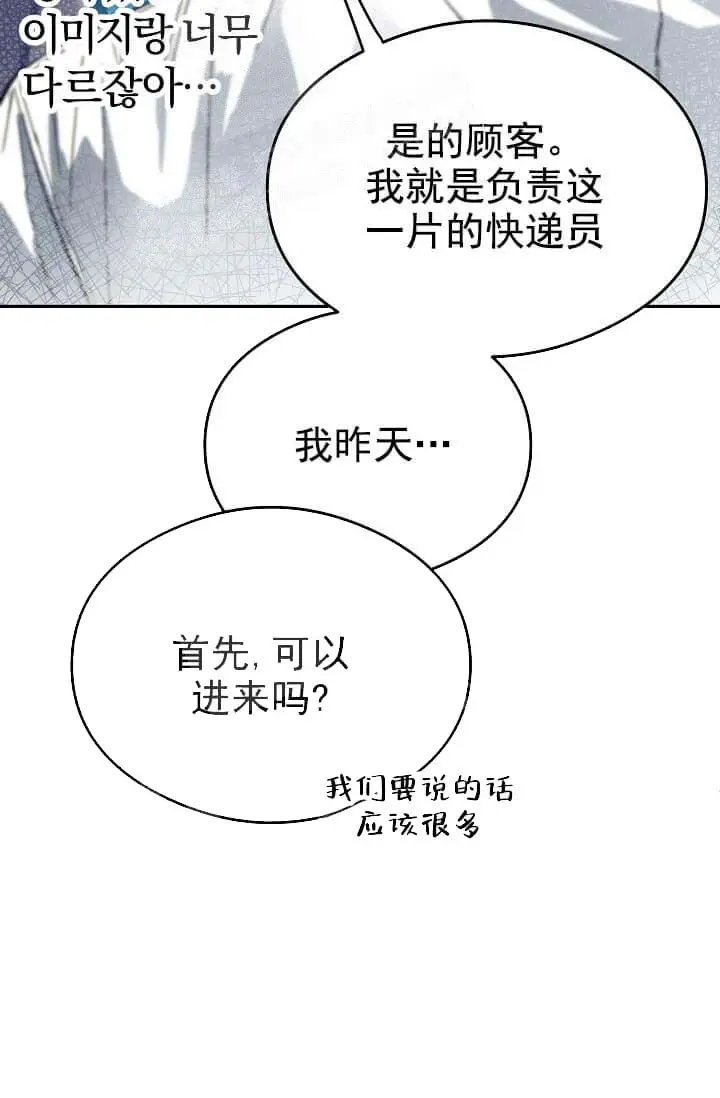 이미지랑 너무
다르잖아…
是的顾客。
我就是负责这
一片的快递员
我昨天…
首先,可以
进来吗?
我们要说的话
应该很多